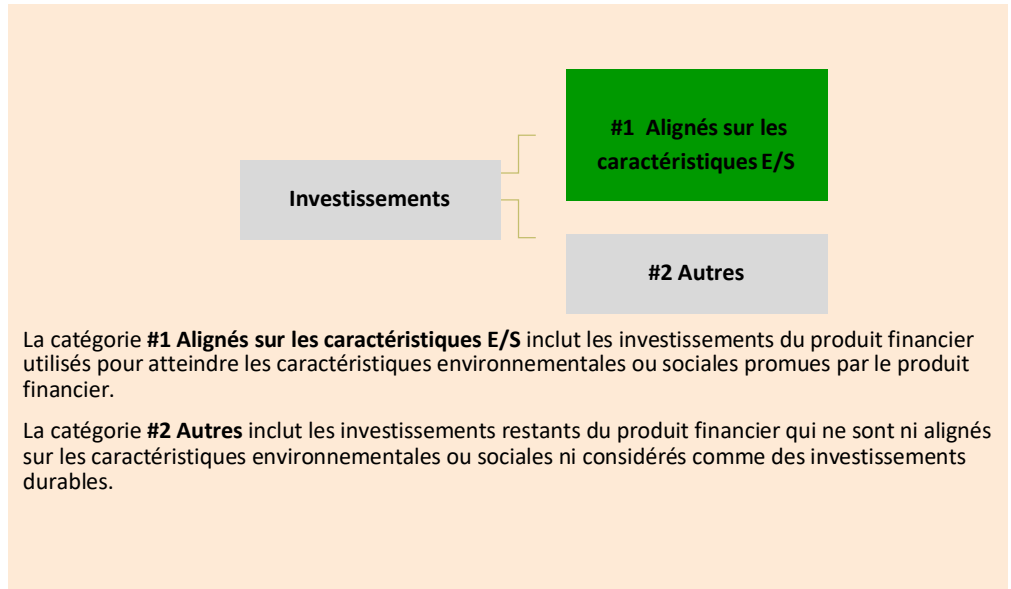 #1 Alignés sur les
caractéristiques E/S
Investissements
#2 Autres
La catégorie #1 Alignés sur les caractéristiques E/S inclut les investissements du produit financier
utilisés pour atteindre les caractéristiques environnementales ou sociales promues par le produit
financier.
La catégorie #2 Autres inclut les investissements restants du produit financier qui ne sont ni alignés
sur les caractéristiques environnementales ou sociales ni considérés comme des investissements
durables.